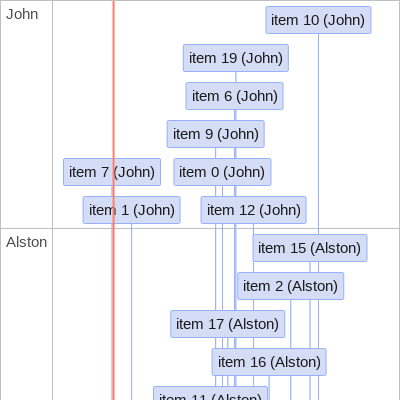 John
item 10 (John)
item 19 (John)
item 6 (John)
item 9 (John)
item 7 (John)
item 0 (John)
item 1 (John)
item 12 (John)
Alston
item 15 (Alston)
item 2 (Alston)
item 17 (Alston)
item 16 (Alston)
item 11 (Alston)